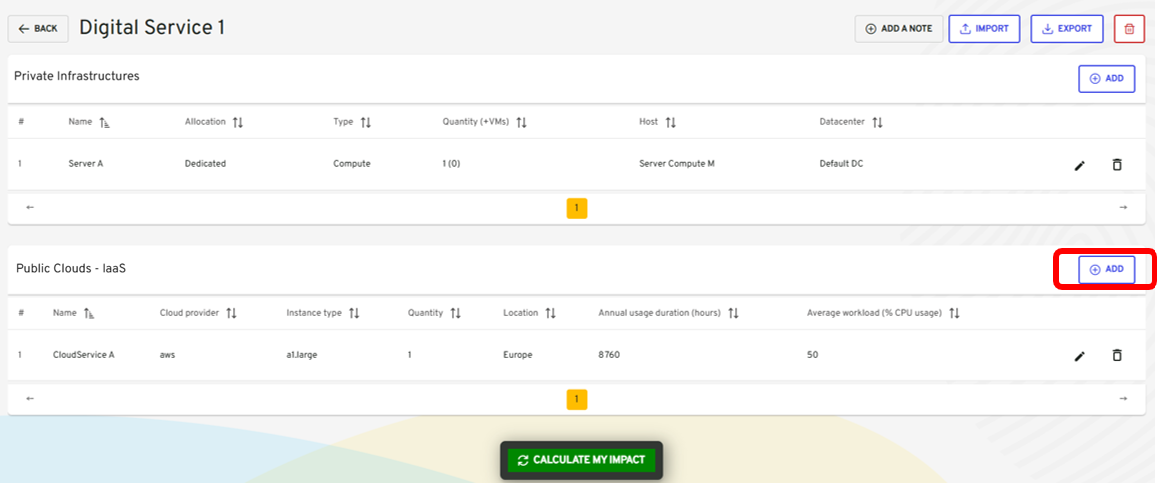 ← BACK Digital Service 1 ADD A NOTE IMPORT EXPORT
Private Infrastructures ADD
# Name Allocation Type Quantity (+VMs) Host Datacenter
1 Server A Dedicated Compute 1 (0) Server Compute M Default DC
← 1 →
Public Clouds - IaaS ADD
# Name Cloud provider Instance type Quantity Location Annual usage duration (hours) Average workload (% CPU usage)
1 CloudService A aws a1.large 1 Europe 8760 50
← 1 →
CALCULATE MY IMPACT